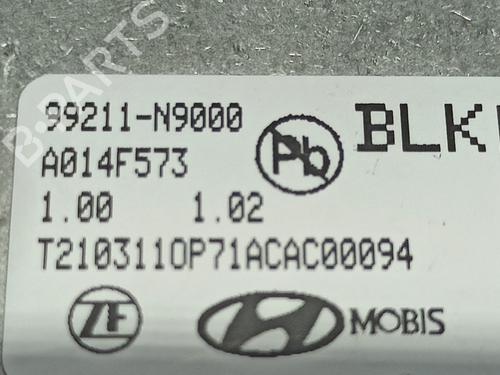 B-PARTS
99211-N9000
BLK
A014F573
Pb
1.00 1.02
T2103110P71ACAC00094
ZF
MOBIS